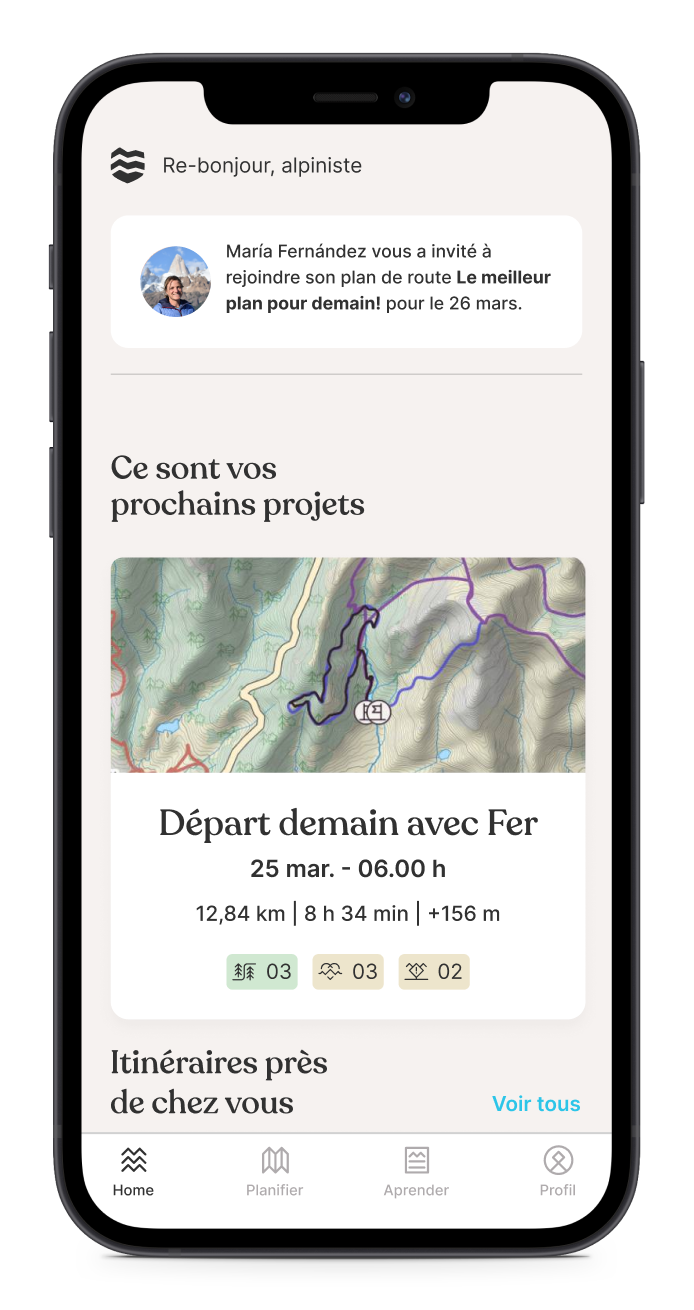 Re-bonjour, alpiniste
María Fernández vous a invité à
rejoindre son plan de route Le meilleur
plan pour demain! pour le 26 mars.
Ce sont vos
prochains projets
Départ demain avec Fer
25 mar. - 06.00 h
12,84 km | 8 h 34 min | +156 m
03 03 02
Itinéraires près
de chez vous
Voir tous
Home Planifier Aprender Profil